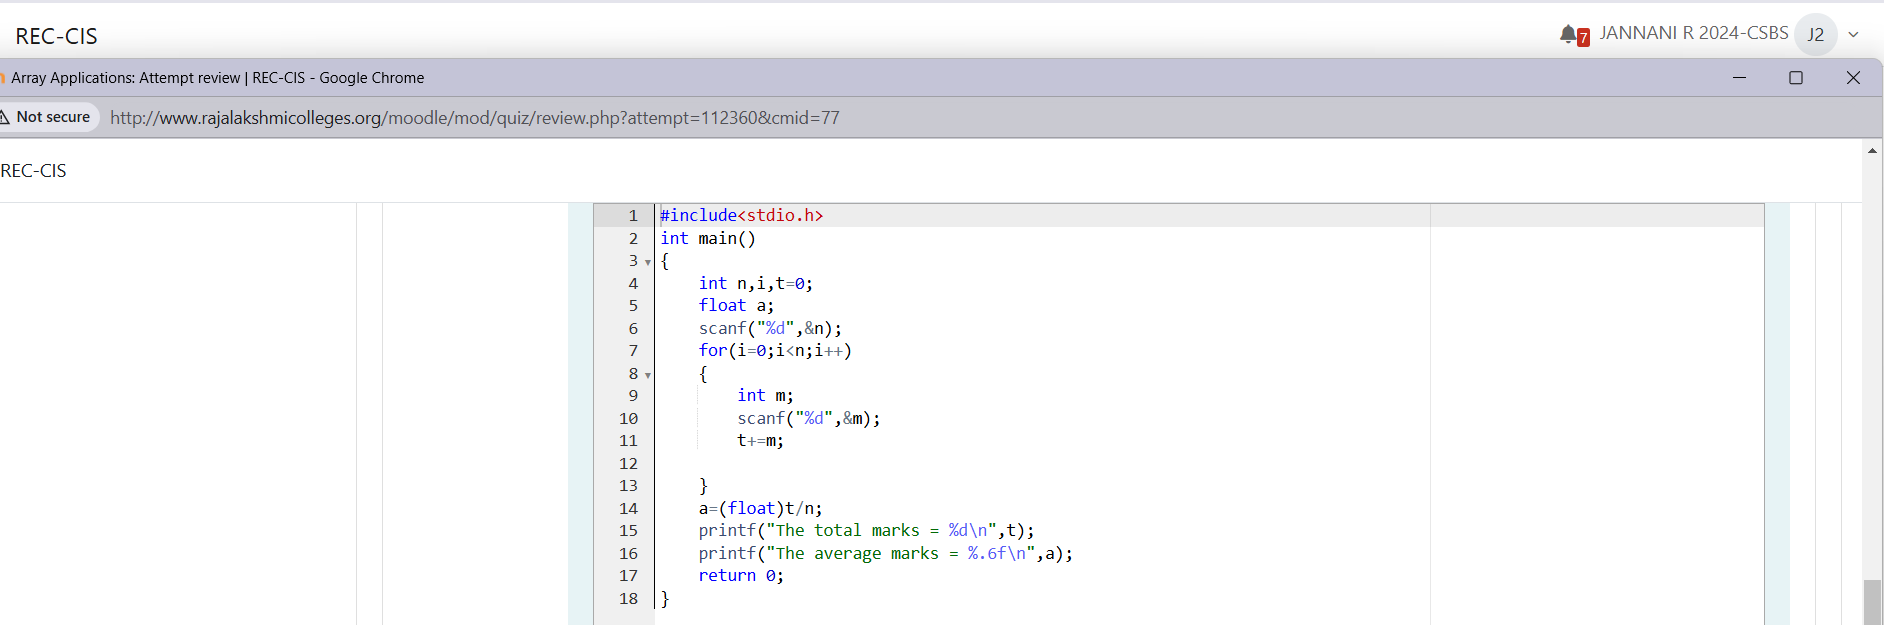 REC-CIS
7 JANNANI R 2024-CSBS J2
Array Applications: Attempt review | REC-CIS - Google Chrome
Not secure http://www.rajalakshmicolleges.org/moodle/mod/quiz/review.php?attempt=112360&cmid=77
REC-CIS
1 #include<stdio.h>
2 int main()
3 {
4     int n,i,t=0;
5     float a;
6     scanf("%d",&n);
7     for(i=0;i<n;i++)
8     {
9         int m;
10         scanf("%d",&m);
11         t+=m;
12
13     }
14     a=(float)t/n;
15     printf("The total marks = %d\n",t);
16     printf("The average marks = %.6f\n",a);
17     return 0;
18 }